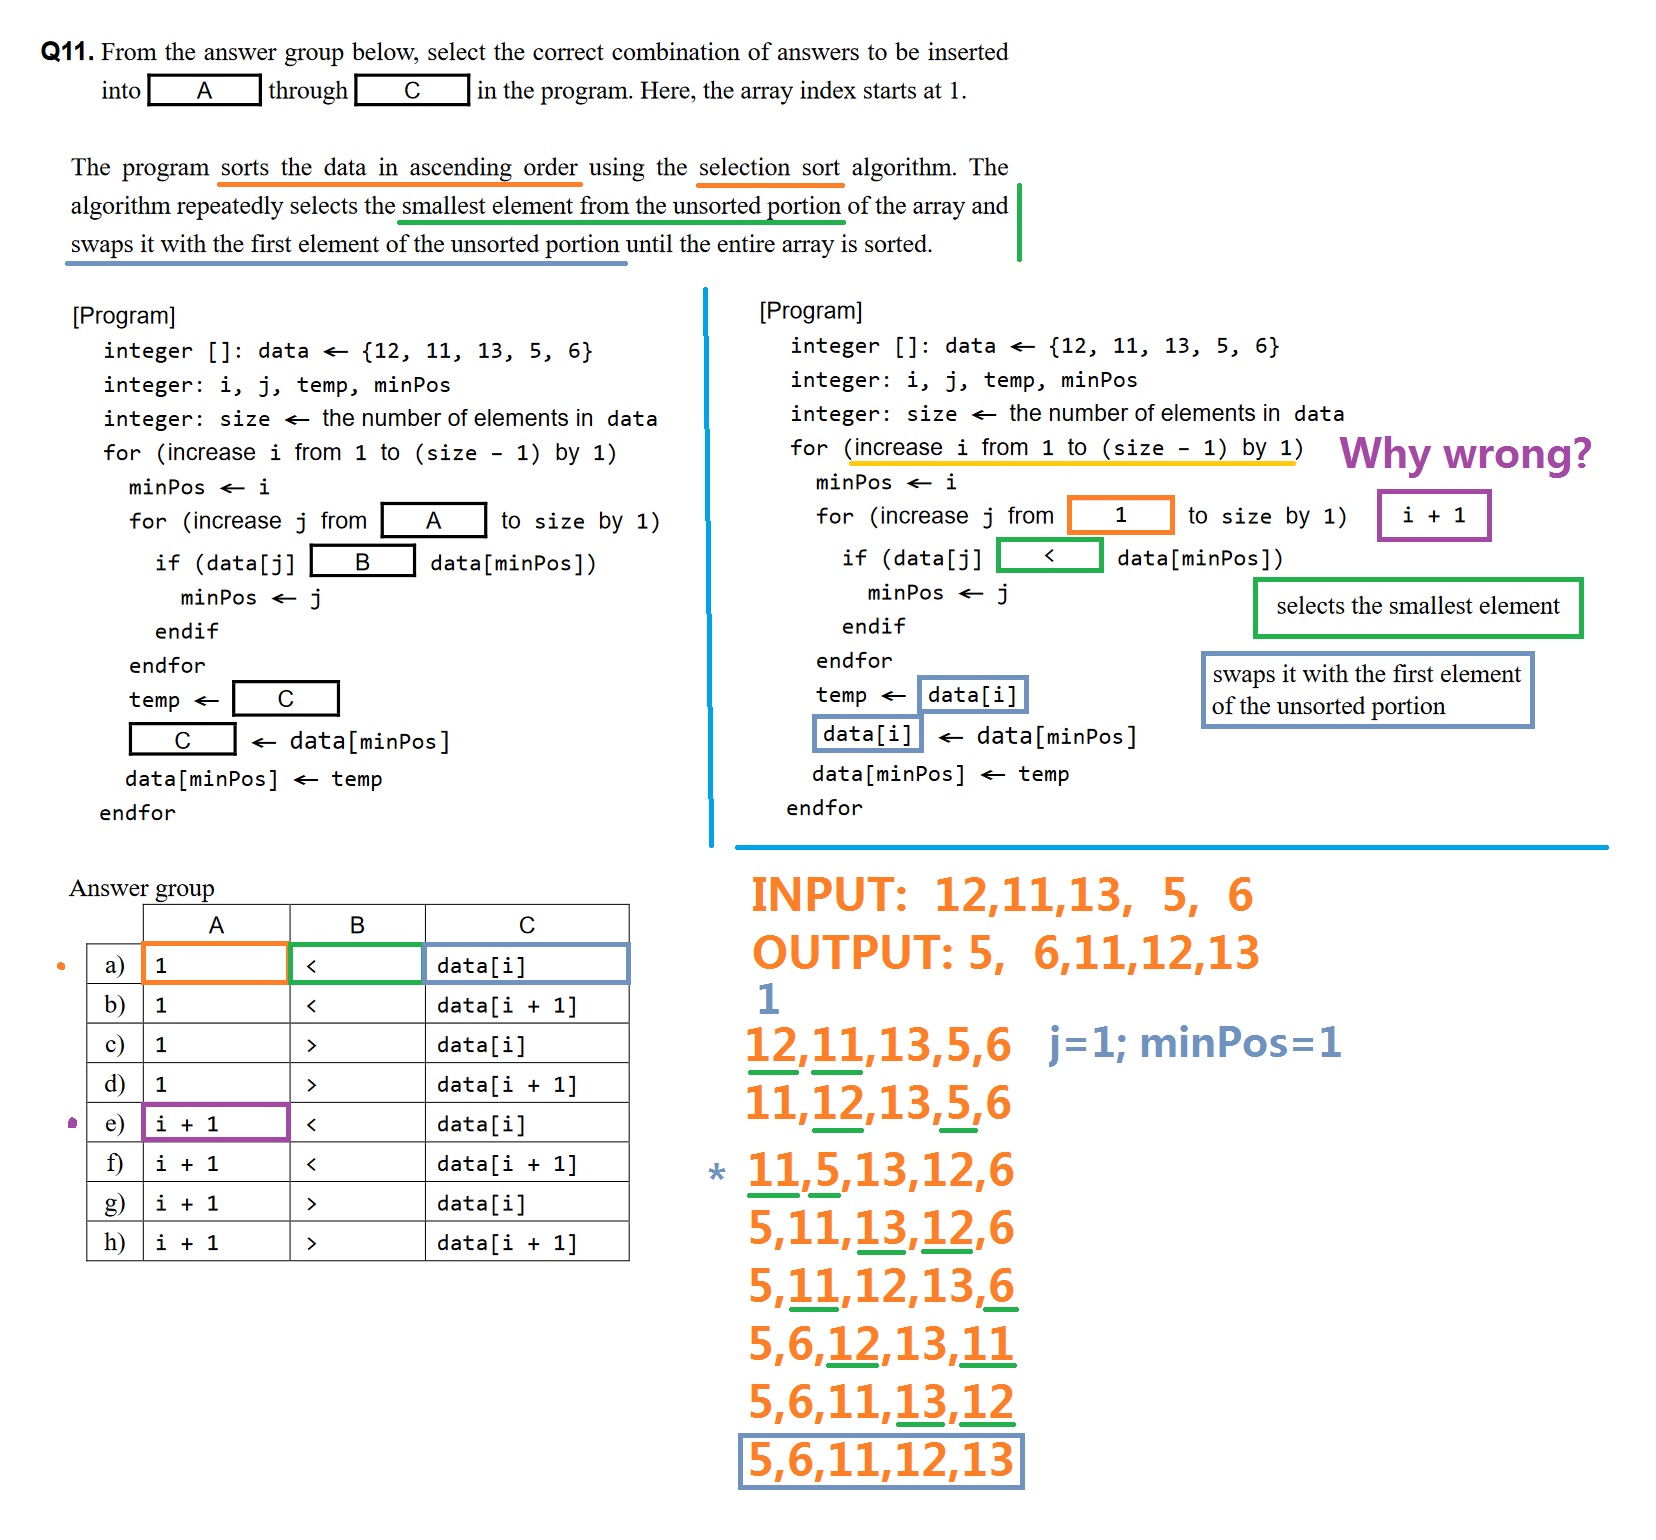 Q11. From the answer group below, select the correct combination of answers to be inserted
into A through C in the program. Here, the array index starts at 1.
The program sorts the data in ascending order using the selection sort algorithm. The
algorithm repeatedly selects the smallest element from the unsorted portion of the array and
swaps it with the first element of the unsorted portion until the entire array is sorted.
[Program]
integer []: data ← {12, 11, 13, 5, 6}
integer: i, j, temp, minPos
integer: size ← the number of elements in data
for (increase i from 1 to (size − 1) by 1)
minPos ← i
for (increase j from A to size by 1)
if (data[j] B data[minPos])
minPos ← j
endif
endfor
temp ← C
C ← data[minPos]
data[minPos] ← temp
endfor
[Program]
integer []: data ← {12, 11, 13, 5, 6}
integer: i, j, temp, minPos
integer: size ← the number of elements in data
for (increase i from 1 to (size − 1) by 1) Why wrong?
minPos ← i
for (increase j from 1 to size by 1) i + 1
if (data[j] < data[minPos])
minPos ← j
selects the smallest element
endif
endfor
swaps it with the first element
of the unsorted portion
temp ← data[i]
data[i] ← data[minPos]
data[minPos] ← temp
endfor
Answer group
A B C
a) 1 < data[i]
b) 1 < data[i + 1]
c) 1 > data[i]
d) 1 > data[i + 1]
e) i + 1 < data[i]
f) i + 1 < data[i + 1]
g) i + 1 > data[i]
h) i + 1 > data[i + 1]
INPUT: 12,11,13, 5, 6
OUTPUT: 5, 6,11,12,13
1
12,11,13,5,6 j=1; minPos=1
11,12,13,5,6
* 11,5,13,12,6
5,11,13,12,6
5,11,12,13,6
5,6,12,13,11
5,6,11,13,12
5,6,11,12,13